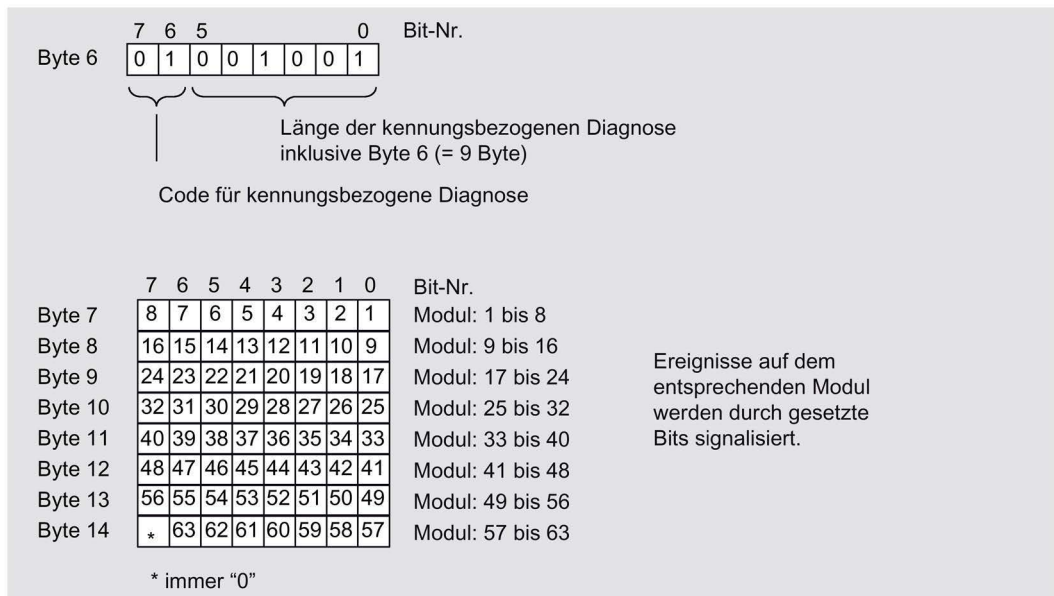 7 6 5 0 Bit-Nr.
Byte 6 0 1 0 0 1 0 0 1
Länge der kennungsbezogenen Diagnose
inklusive Byte 6 (= 9 Byte)
Code für kennungsbezogene Diagnose
7 6 5 4 3 2 1 0 Bit-Nr.
Byte 7 8 7 6 5 4 3 2 1 Modul: 1 bis 8
Byte 8 16 15 14 13 12 11 10 9 Modul: 9 bis 16
Byte 9 24 23 22 21 20 19 18 17 Modul: 17 bis 24
Byte 10 32 31 30 29 28 27 26 25 Modul: 25 bis 32
Byte 11 40 39 38 37 36 35 34 33 Modul: 33 bis 40
Byte 12 48 47 46 45 44 43 42 41 Modul: 41 bis 48
Byte 13 56 55 54 53 52 51 50 49 Modul: 49 bis 56
Byte 14 * 63 62 61 60 59 58 57 Modul: 57 bis 63
Ereignisse auf dem
entsprechenden Modul
werden durch gesetzte
Bits signalisiert.
* immer “0”